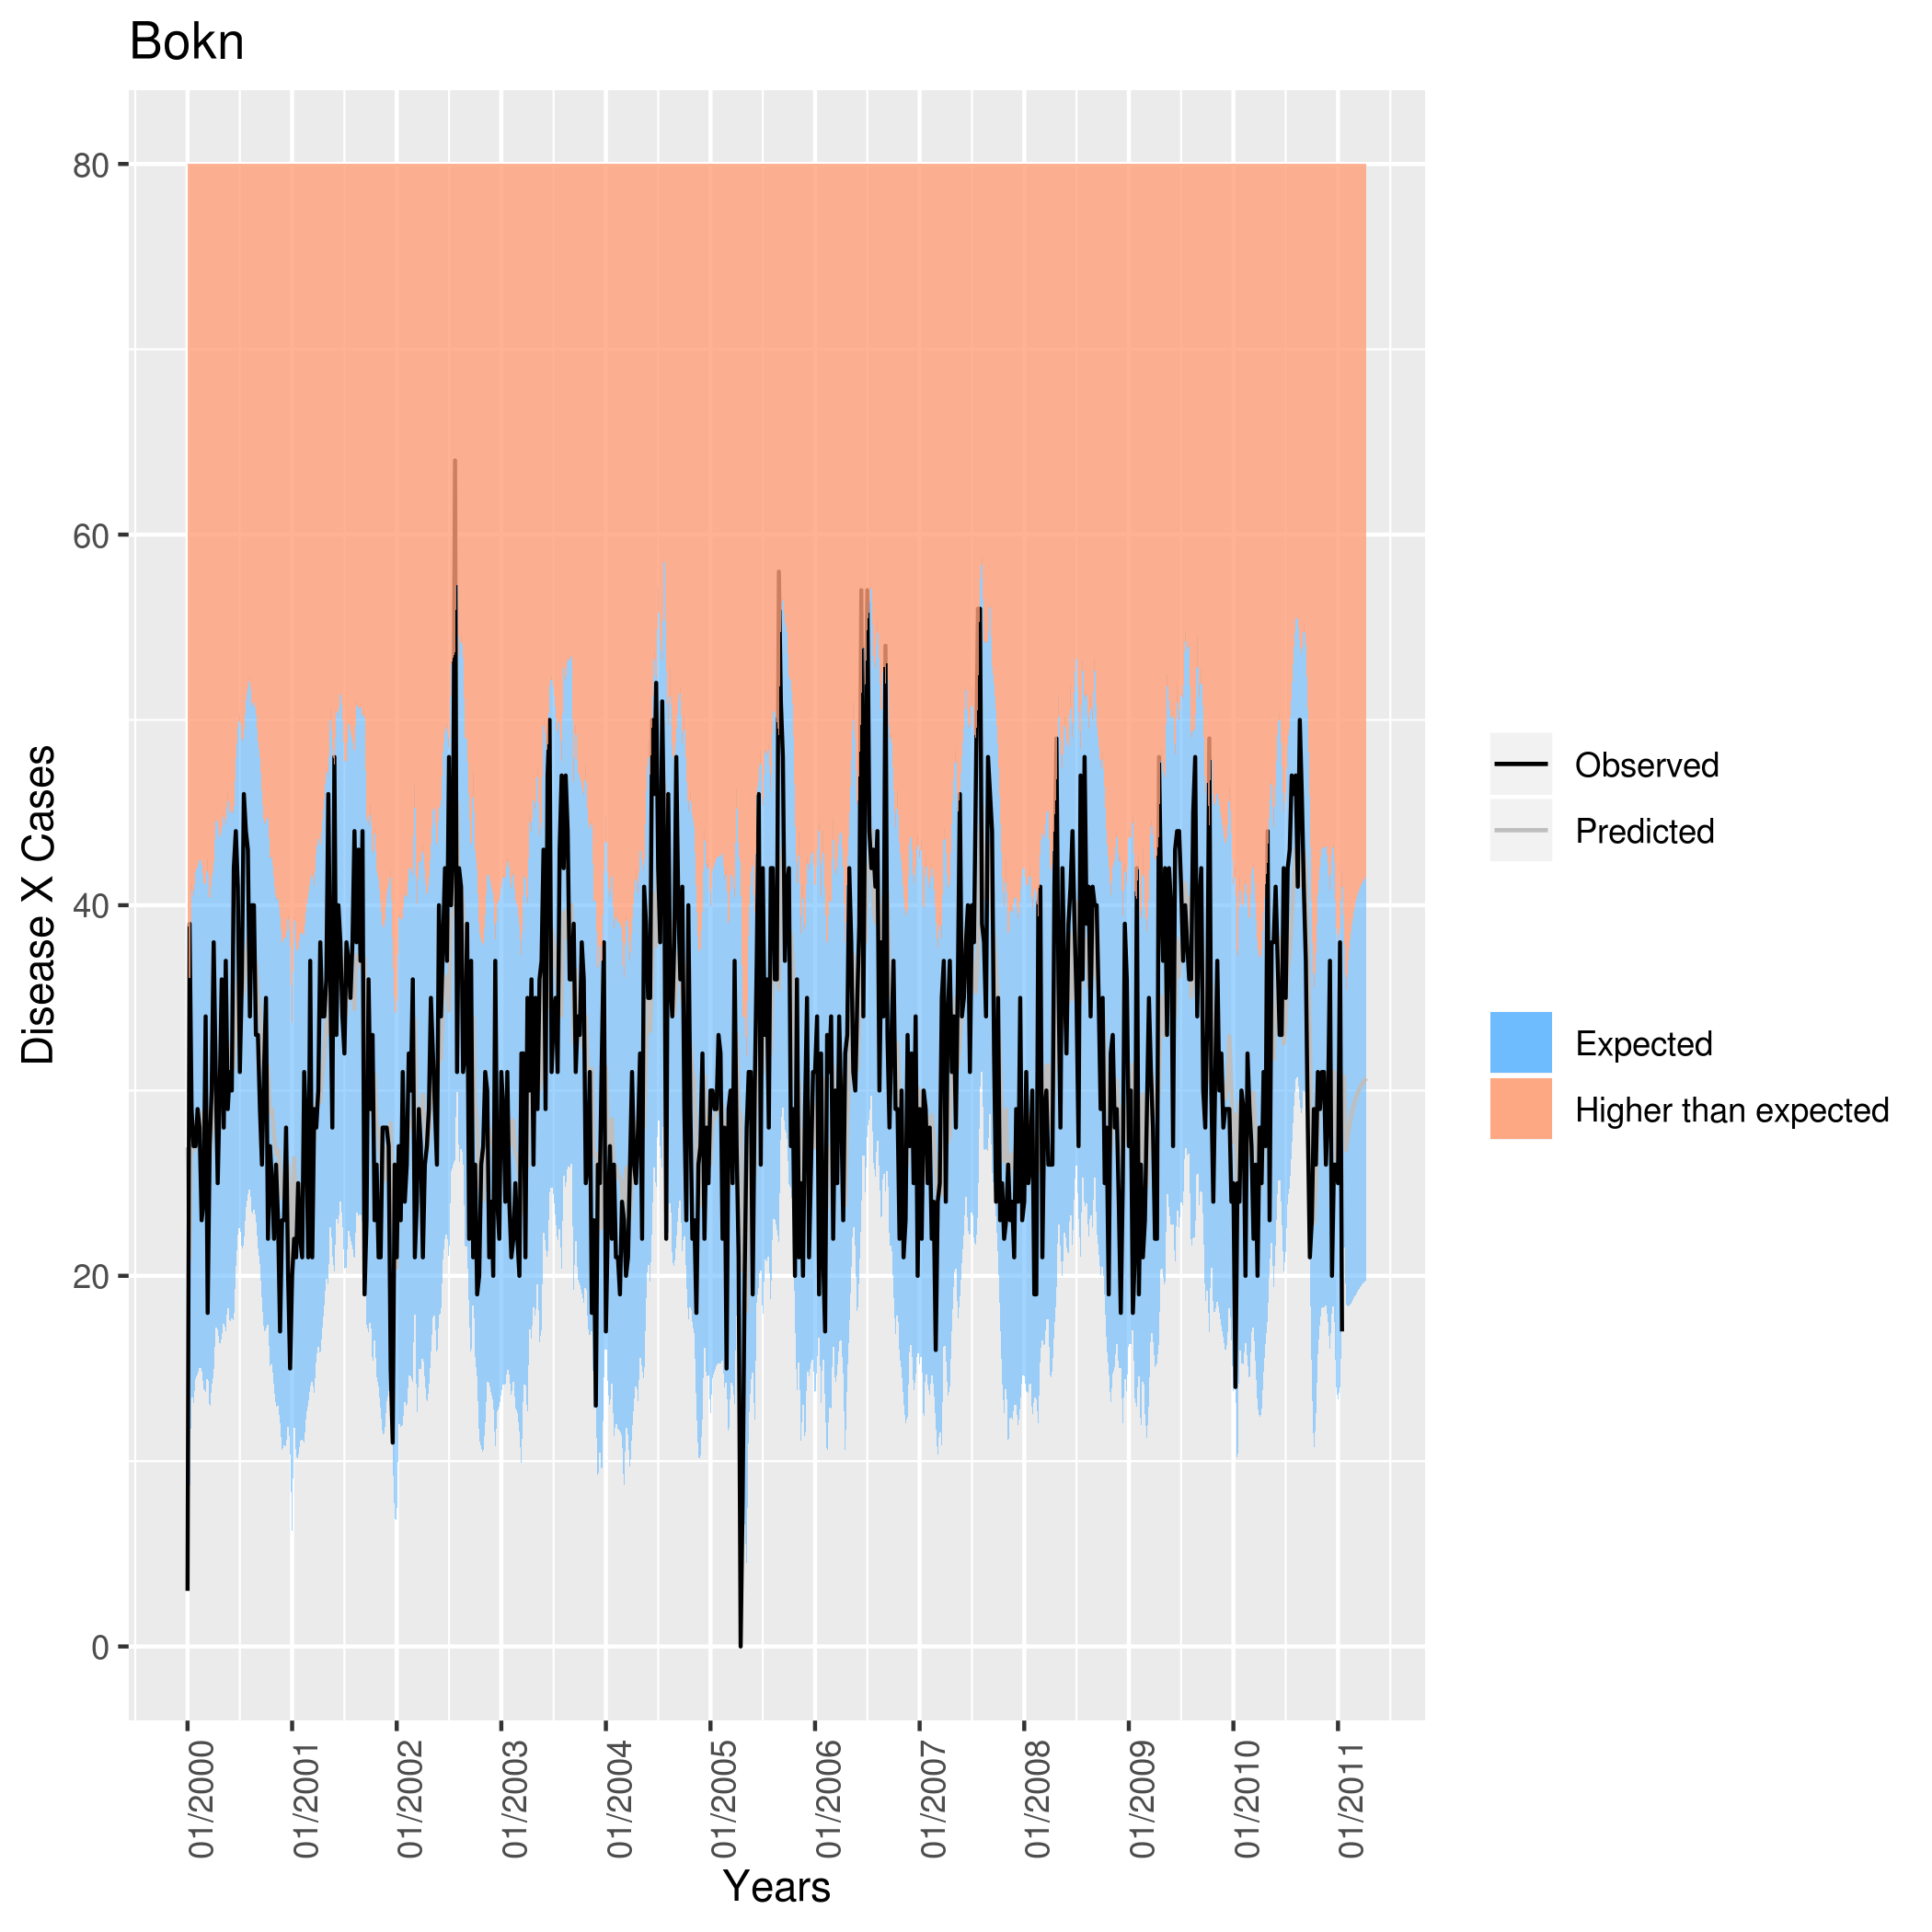 Bokn
80
60
40
20
0
Disease X Cases
01/2000
01/2001
01/2002
01/2003
01/2004
01/2005
01/2006
01/2007
01/2008
01/2009
01/2010
01/2011
Years
Observed
Predicted
Expected
Higher than expected